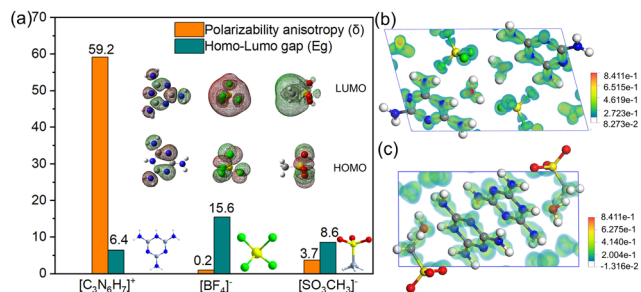 (a)
Polarizability anisotropy (δ)
Homo-Lumo gap (Eg)
70
60
50
40
30
20
10
0
59.2
6.4
0.2
15.6
3.7
8.6
LUMO
HOMO
[C₃N₆H₇]⁺
[BF₄]⁻
[SO₃CH₃]⁻
(b)
8.411e-1
6.515e-1
4.619e-1
2.723e-1
8.273e-2
(c)
8.411e-1
6.275e-1
4.140e-1
2.004e-1
-1.316e-2